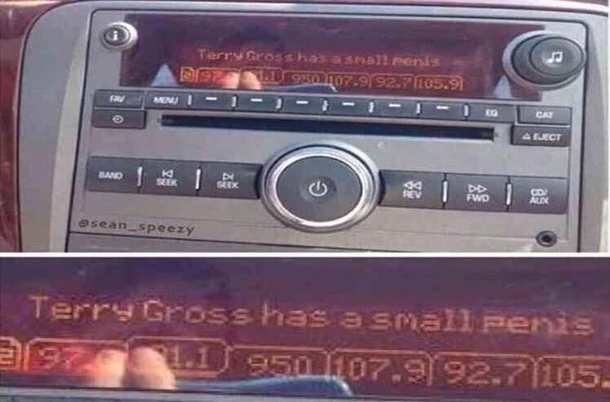 Terry Gross has a small penis
950 107.9 92.7 105.9
FAV MENU EQ CAT
EJECT
BAND SEEK SEEK REV FWD CD/AUX
@sean_speezy
Terry Gross has a small penis
950 107.9 92.7 105.